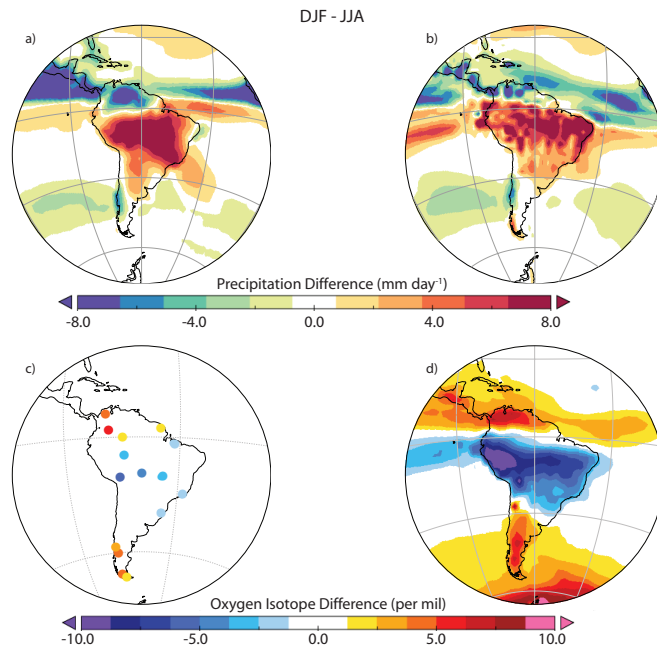 DJF - JJA
a)
b)
Precipitation Difference (mm day⁻¹)
-8.0 -4.0 0.0 4.0 8.0
c)
d)
Oxygen Isotope Difference (per mil)
-10.0 -5.0 0.0 5.0 10.0